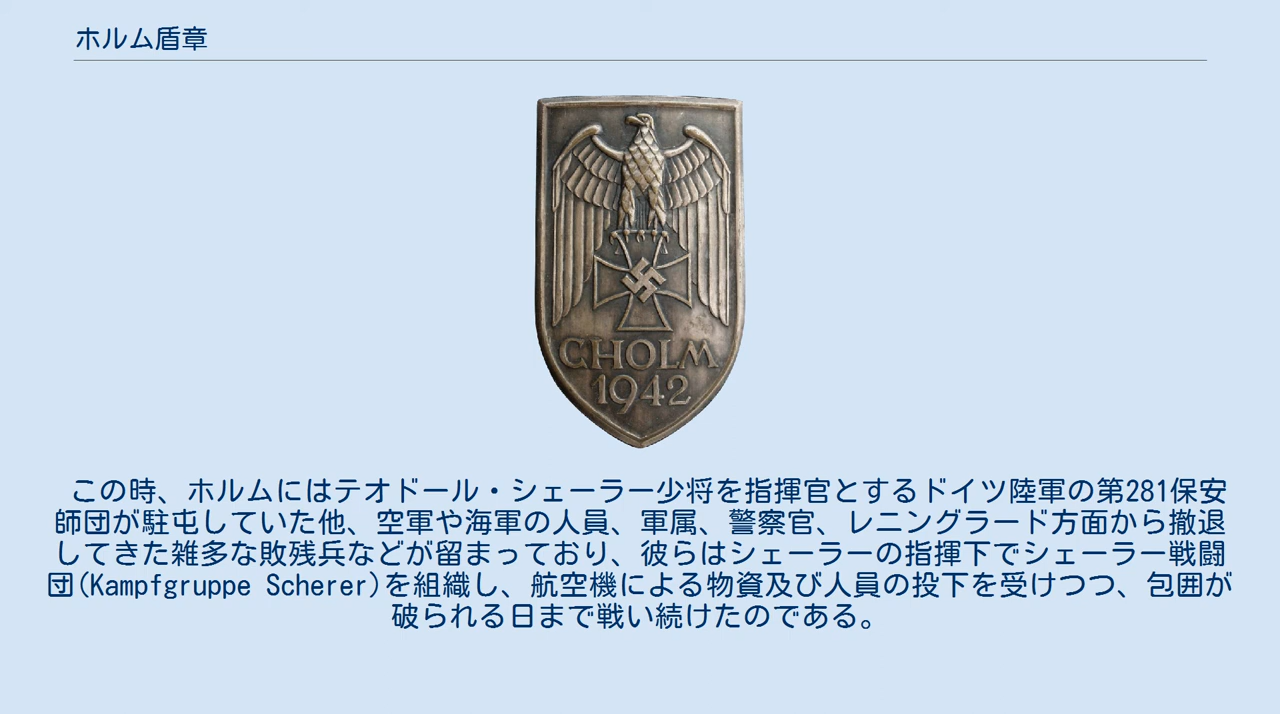 ホルム盾章
CHOLM
1942
この時、ホルムにはテオドール・シェーラー少将を指揮官とするドイツ陸軍の第281保安
師団が駐屯していた他、空軍や海軍の人員、軍属、警察官、レニングラード方面から撤退
してきた雑多な敗残兵などが留まっており、彼らはシェーラーの指揮下でシェーラー戦闘
団(Kampfgruppe Scherer)を組織し、航空機による物資及び人員の投下を受けつつ、包囲が
破られる日まで戦い続けたのである。